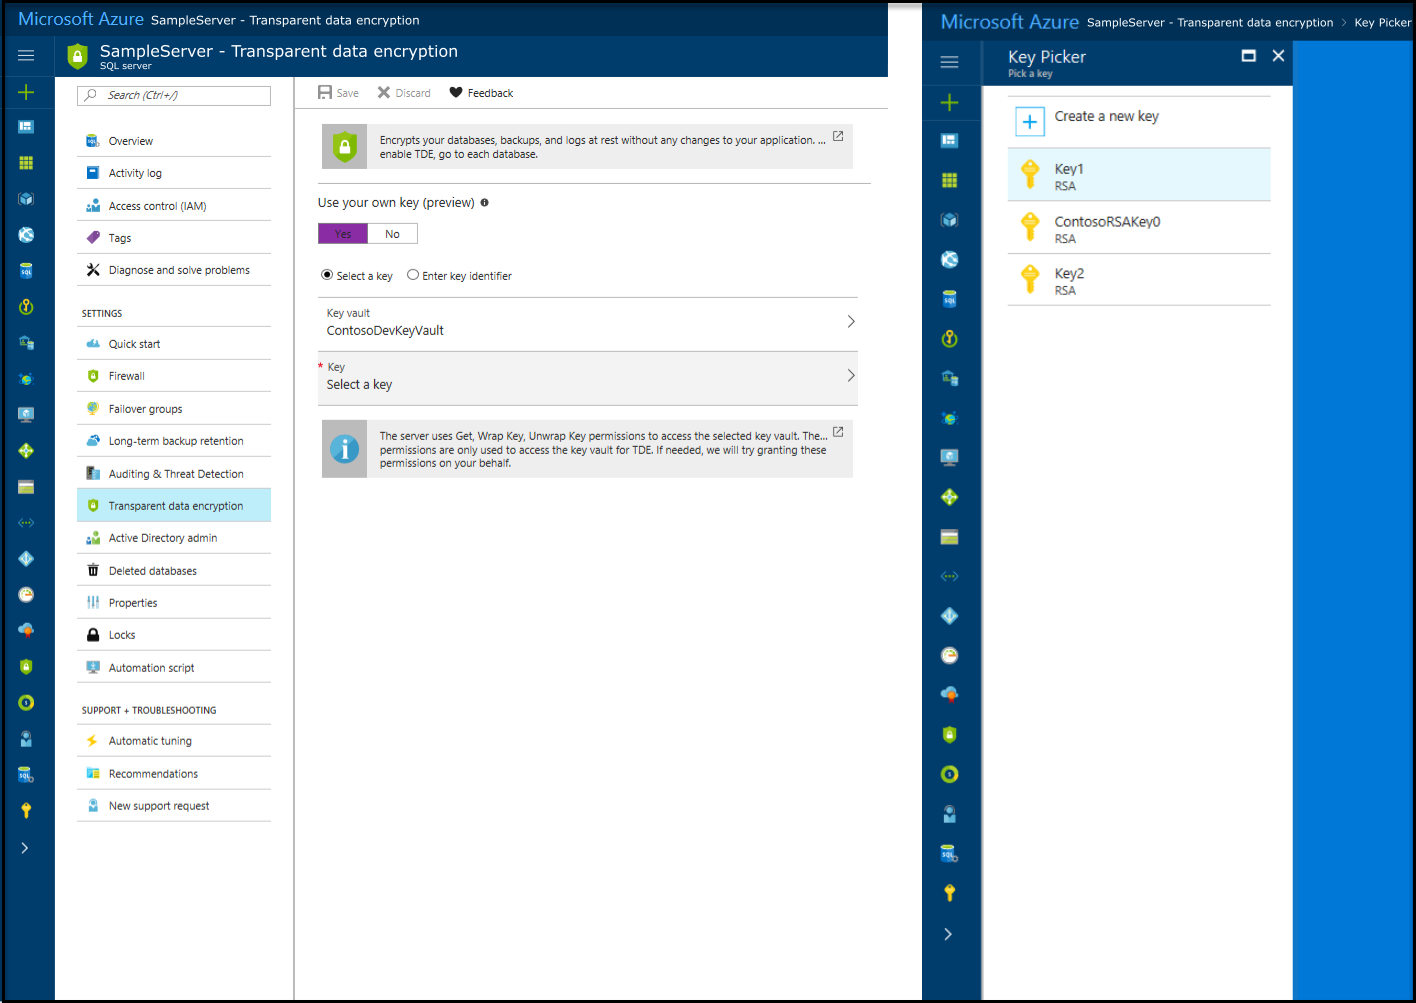 Microsoft Azure SampleServer - Transparent data encryption
SampleServer - Transparent data encryption
SQL server
Search (Ctrl+/)
Overview
Activity log
Access control (IAM)
Tags
Diagnose and solve problems
SETTINGS
Quick start
Firewall
Failover groups
Long-term backup retention
Auditing & Threat Detection
Transparent data encryption
Active Directory admin
Deleted databases
Properties
Locks
Automation script
SUPPORT + TROUBLESHOOTING
Automatic tuning
Recommendations
New support request
Save Discard Feedback
Encrypts your databases, backups, and logs at rest without any changes to your application. ...
enable TDE, go to each database.
Use your own key (preview)
Yes No
Select a key Enter key identifier
Key vault
ContosoDevKeyVault
* Key
Select a key
The server uses Get, Wrap Key, Unwrap Key permissions to access the selected key vault. The...
permissions are only used to access the key vault for TDE. If needed, we will try granting these
permissions on your behalf.
Microsoft Azure SampleServer - Transparent data encryption > Key Picker
Key Picker
Pick a key
Create a new key
Key1
RSA
ContosoRSAKey0
RSA
Key2
RSA